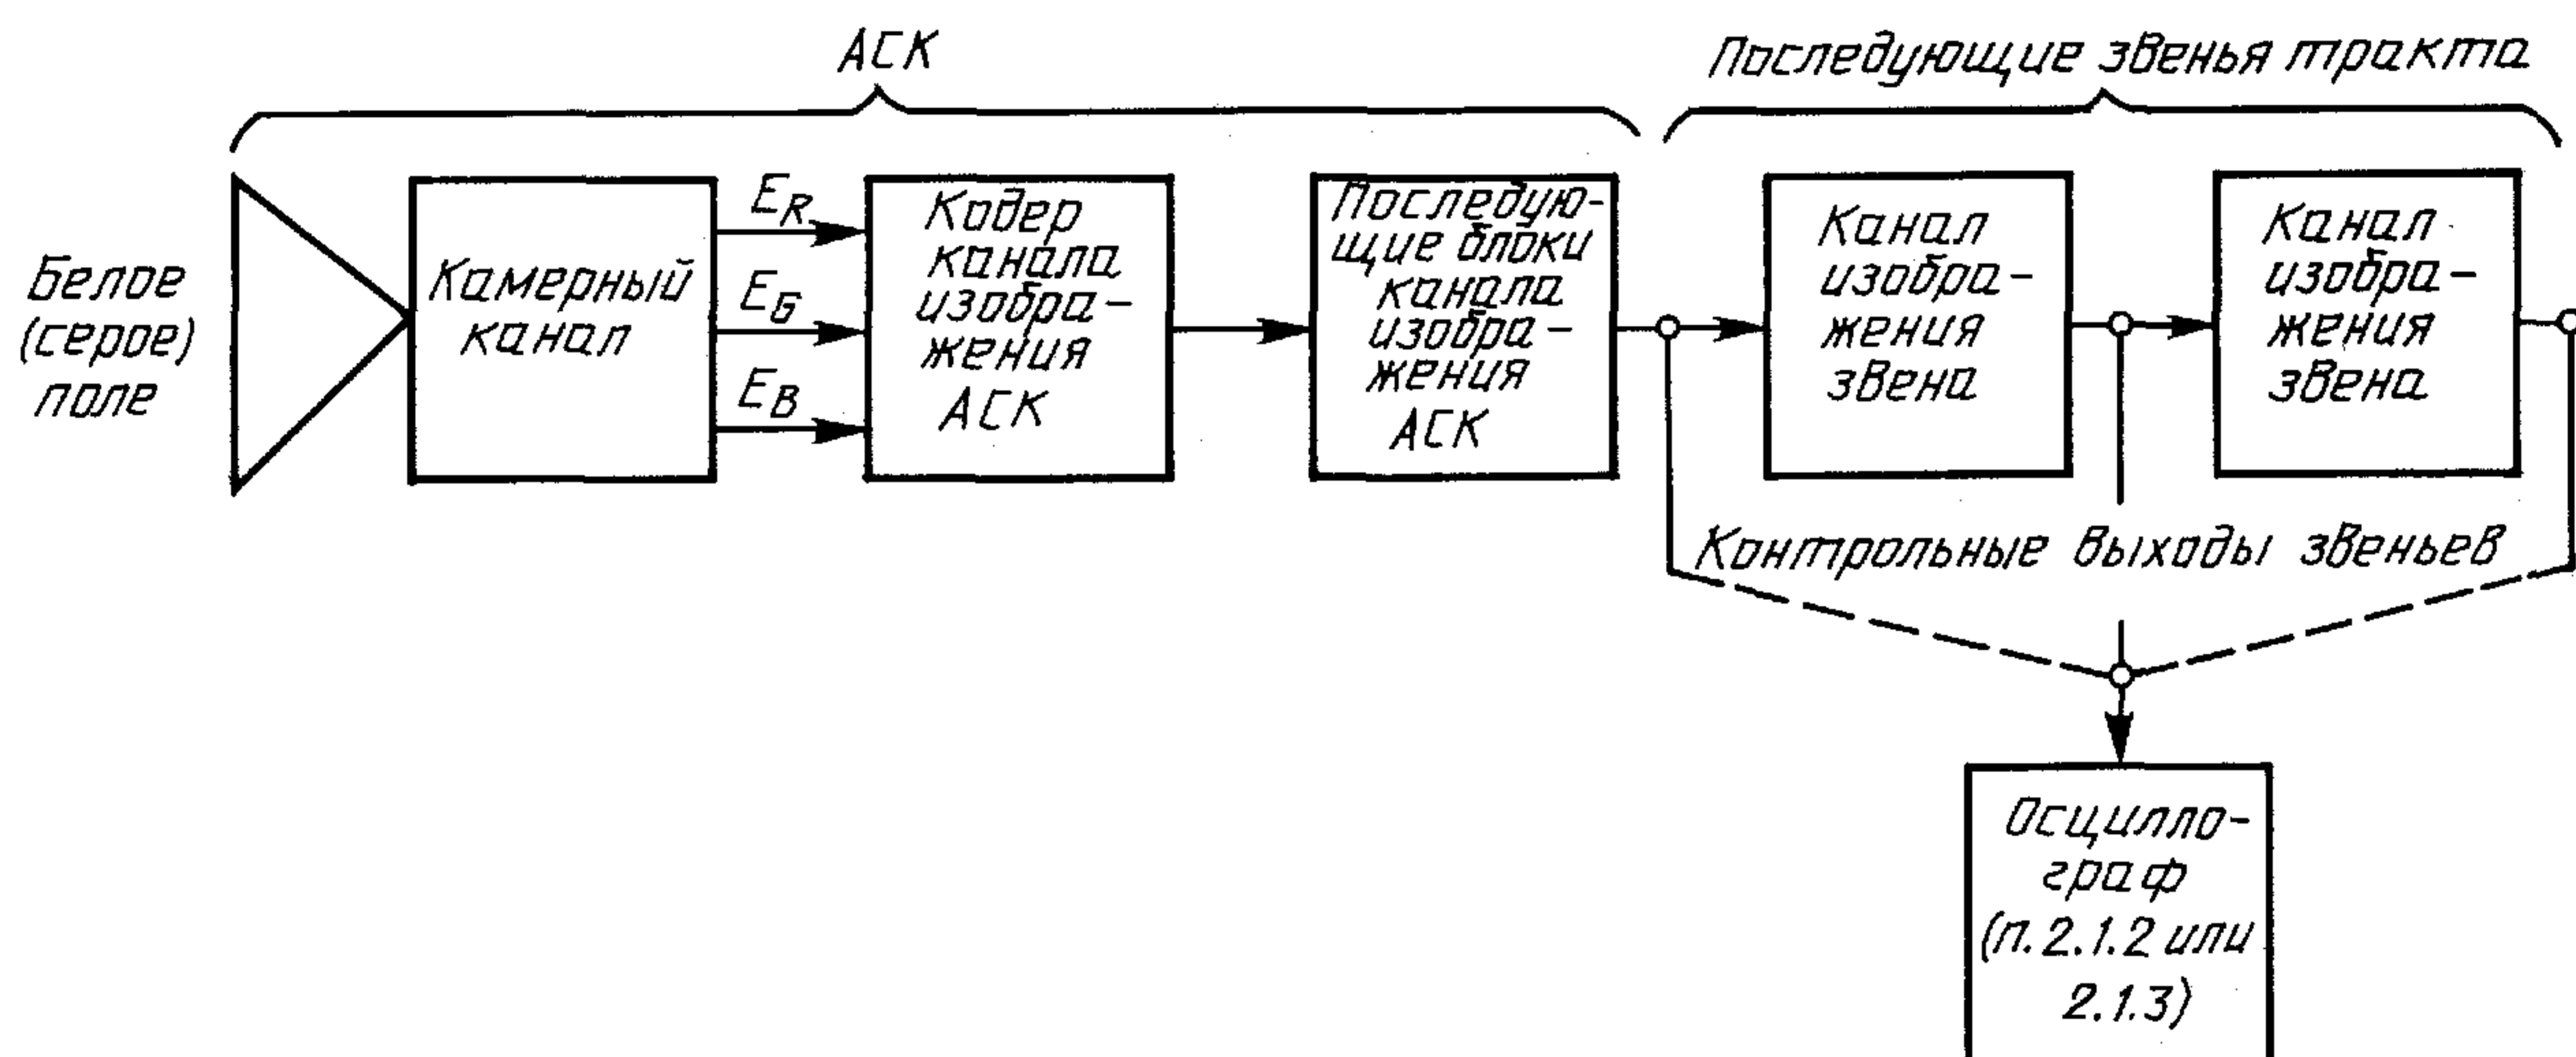 АСК
Последующие звенья тракта
Белое
(серое)
поле
Камерный
канал
E_R
E_G
E_B
Кодер
канала
изобра-
жения
АСК
Последую-
щие блоки
канала
изобра-
жения
АСК
Канал
изобра-
жения
звена
Канал
изобра-
жения
звена
Контрольные выходы звеньев
Осцилло-
граф
(п.2.1.2 или
2.1.3)